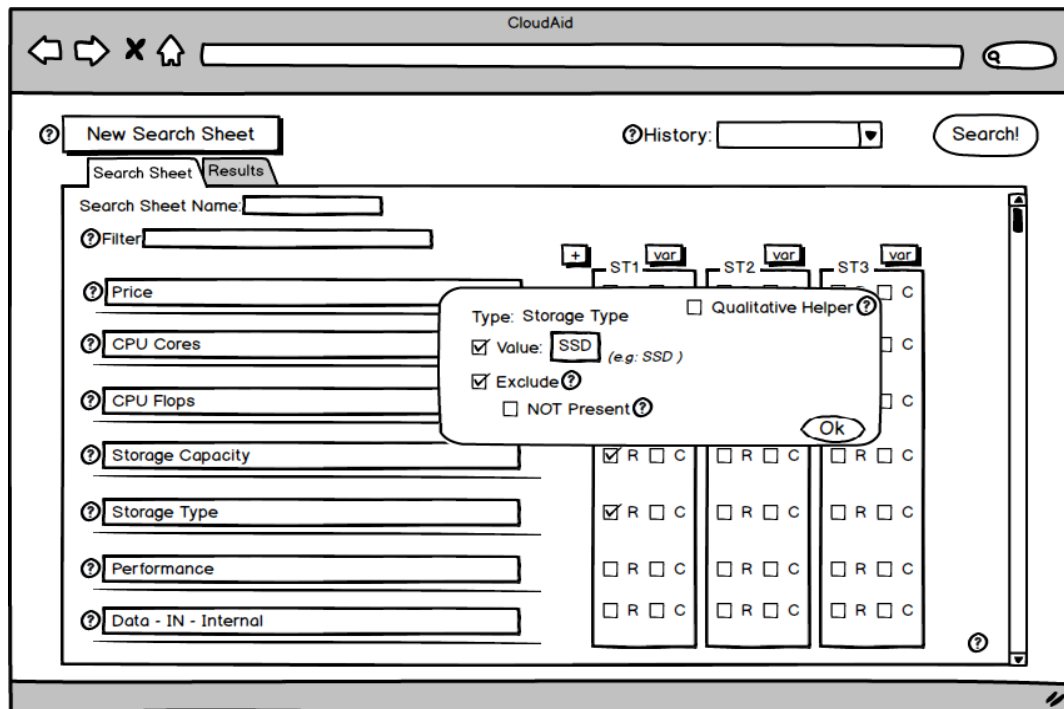 CloudAid
? New Search Sheet ? History: Search!
Search Sheet Results
Search Sheet Name:
? Filter
+ var var var
ST1 ST2 ST3
? Price C
Type: Storage Type Qualitative Helper ?
? CPU Cores C
Value: SSD (e.g: SSD )
Exclude ?
? CPU Flops C
NOT Present ?
Ok
? Storage Capacity R C R C R C
? Storage Type R C R C R C
? Performance R C R C R C
? Data - IN - Internal R C R C R C
?